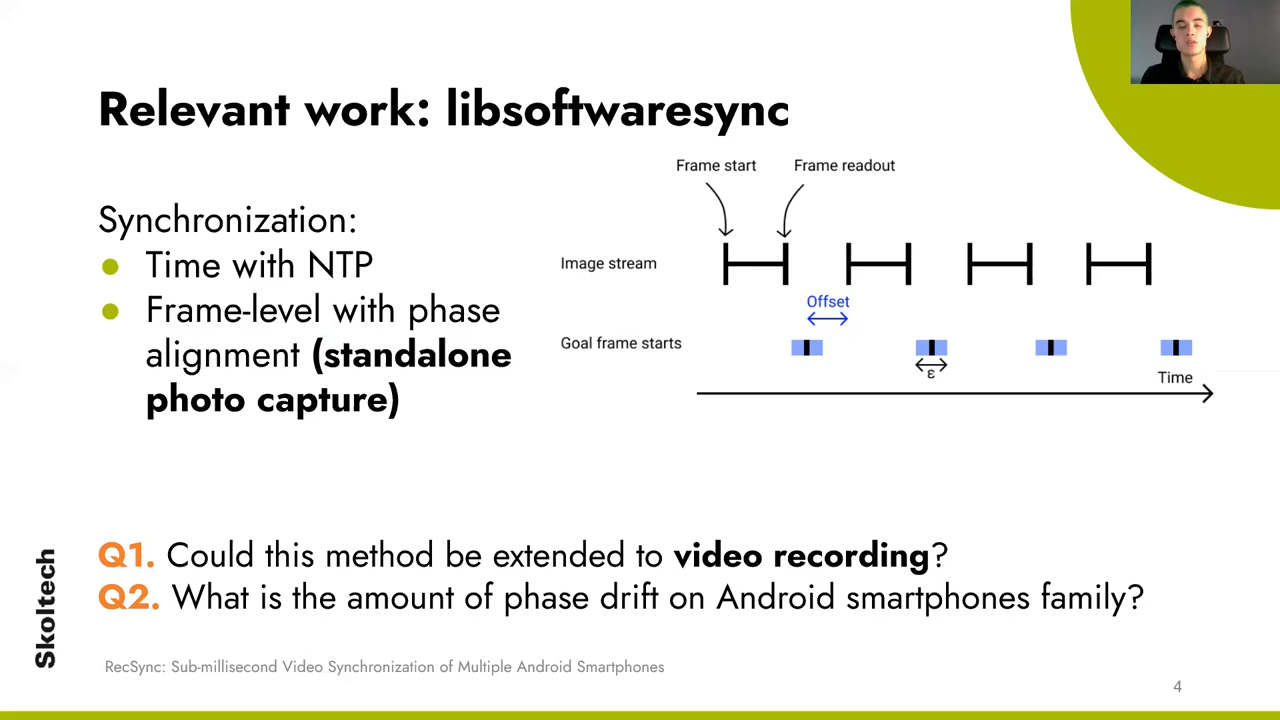 Relevant work: libsoftwaresync
Synchronization:
● Time with NTP
● Frame-level with phase
alignment (standalone
photo capture)
Frame start
Frame readout
Image stream
Offset
Goal frame starts
ε
Time
Q1. Could this method be extended to video recording?
Q2. What is the amount of phase drift on Android smartphones family?
Skoltech
RecSync: Sub-millisecond Video Synchronization of Multiple Android Smartphones
4